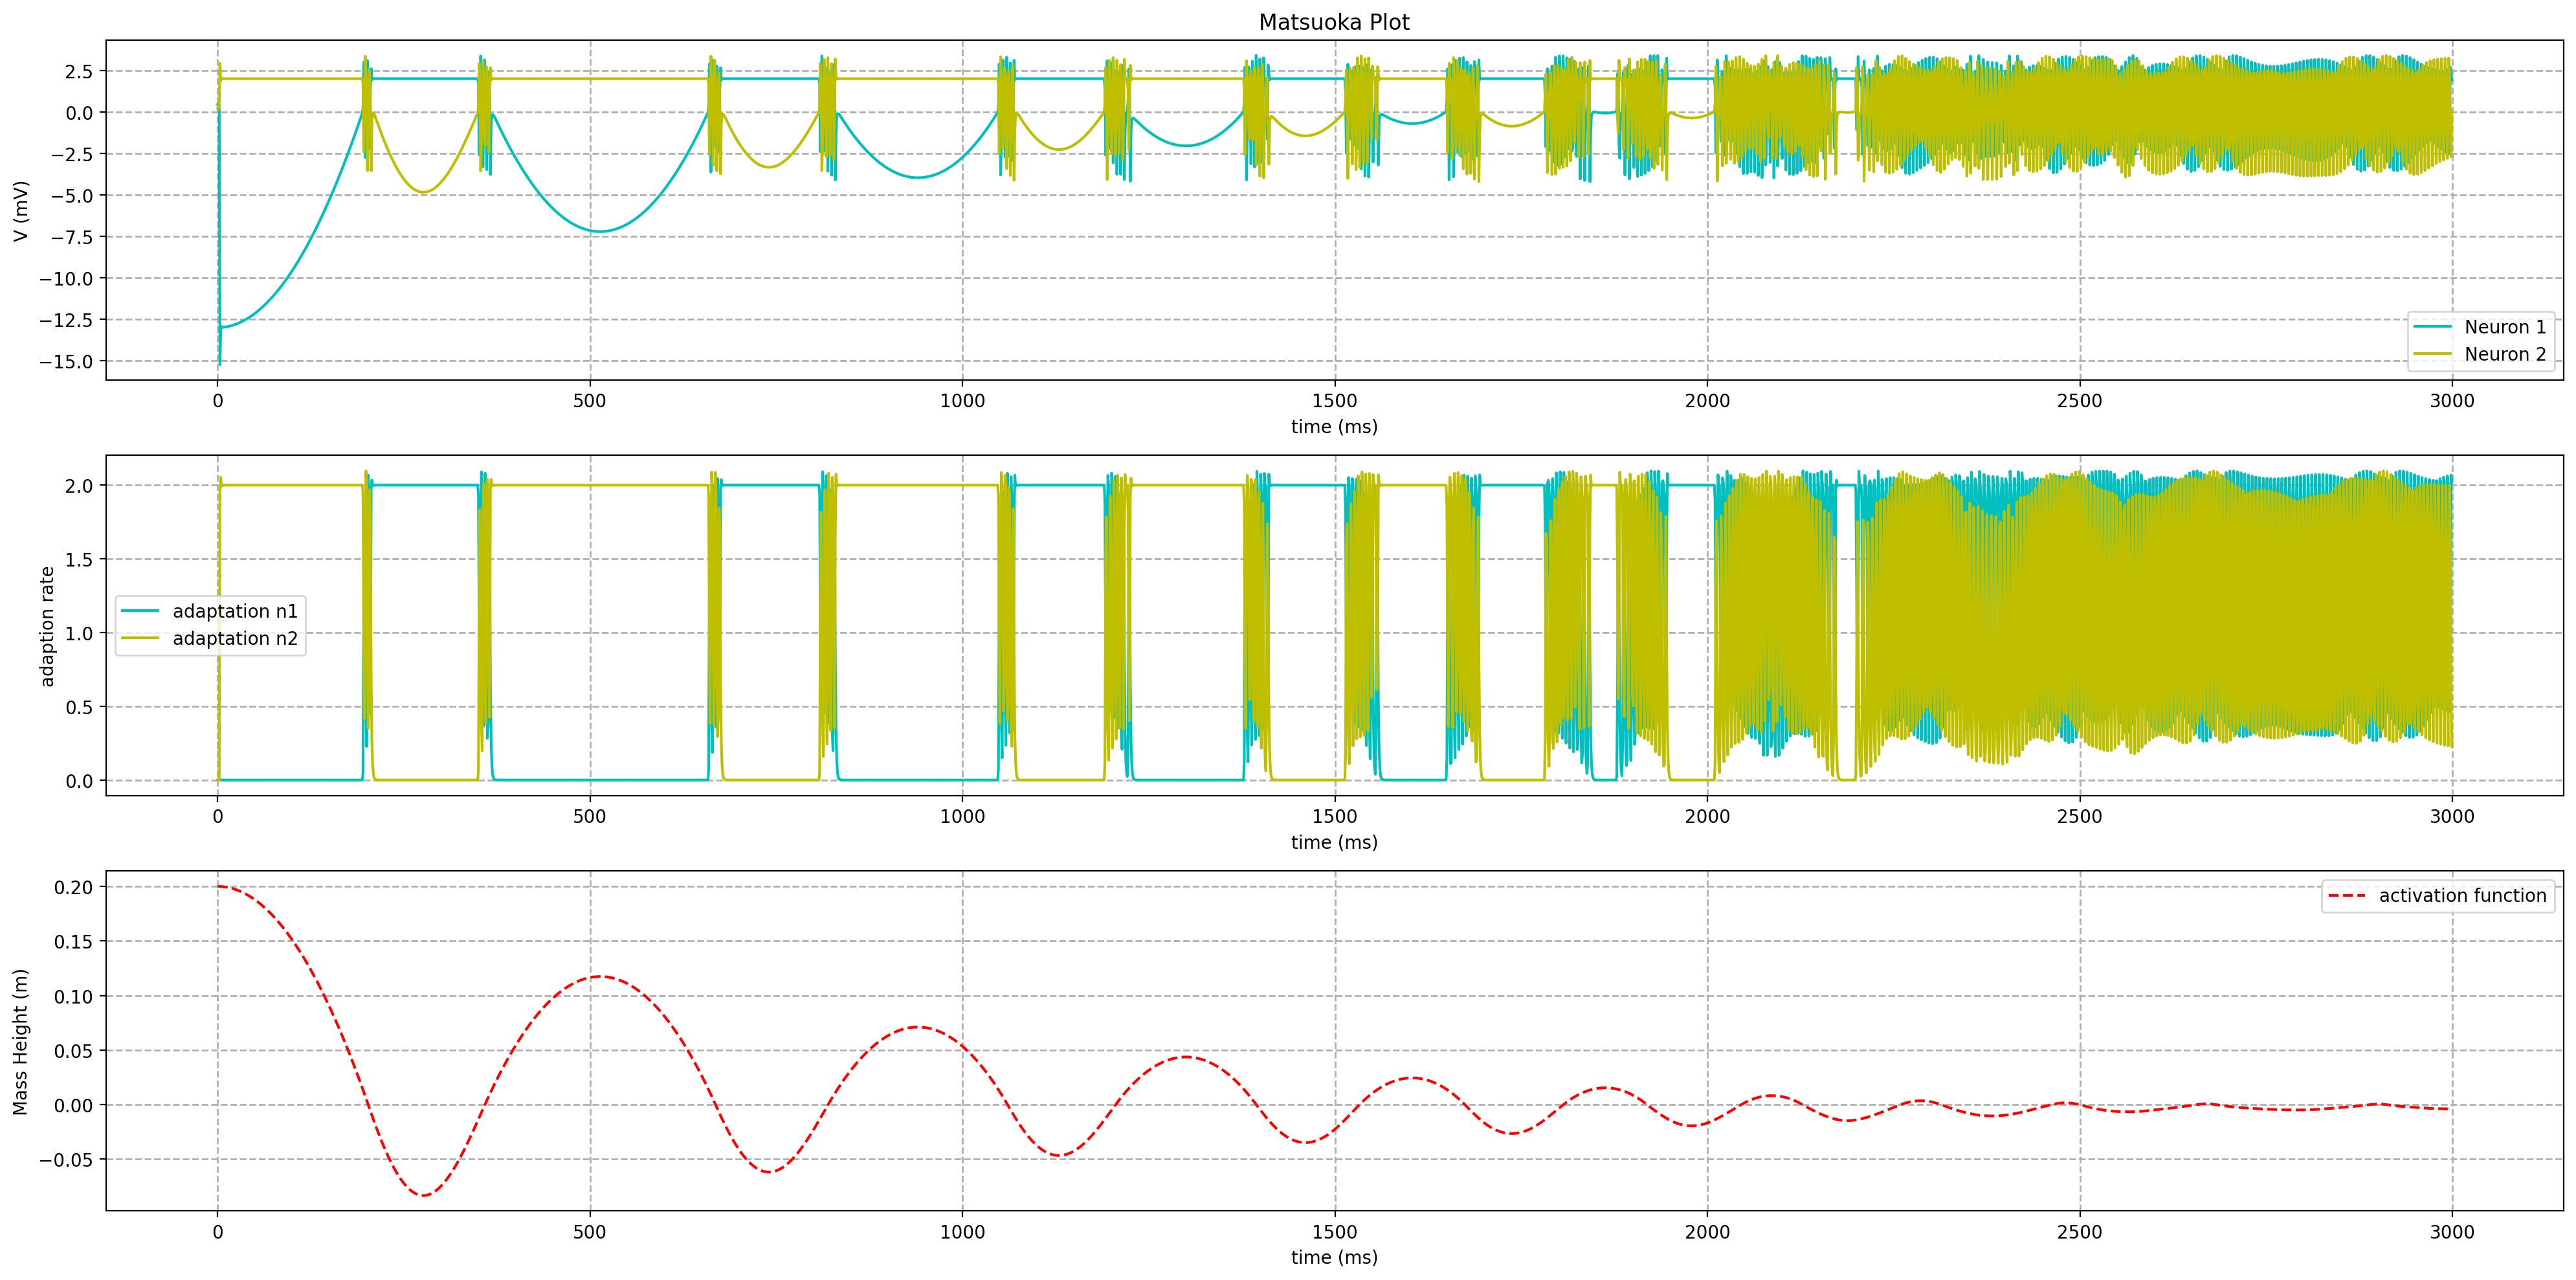 Matsuoka Plot
V (mV)
2.5
0.0
−2.5
−5.0
−7.5
−10.0
−12.5
−15.0
Neuron 1
Neuron 2
0 500 1000 1500 2000 2500 3000
time (ms)
adaption rate
2.0
1.5
1.0
0.5
0.0
adaptation n1
adaptation n2
0 500 1000 1500 2000 2500 3000
time (ms)
Mass Height (m)
0.20
0.15
0.10
0.05
0.00
−0.05
activation function
0 500 1000 1500 2000 2500 3000
time (ms)